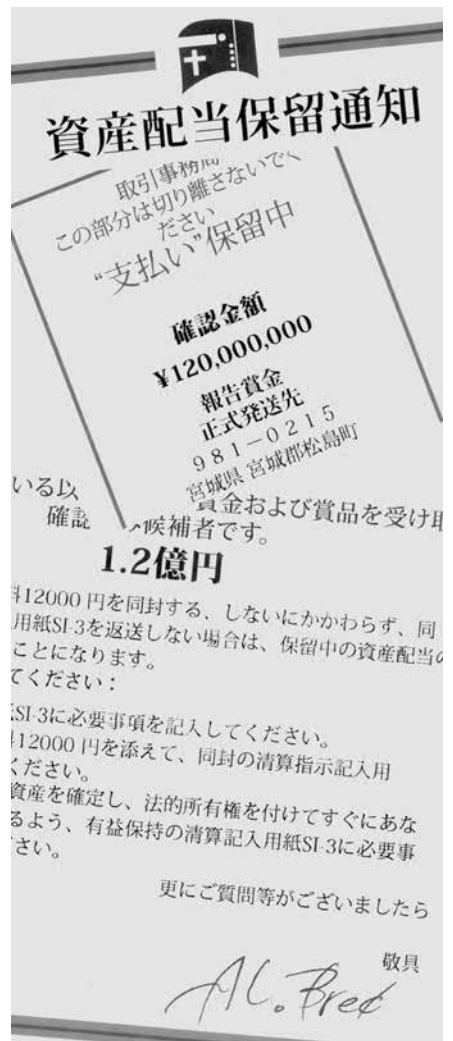 資産配当保留通知
取引事務局
この部分は切り離さないでく
ださい
“支払い”保留中
確認金額
¥120,000,000
報告賞金
正式発送先
981-0215
宮城県 宮城郡松島町
いる以
賞金および賞品を受け取
確認
候補者です。
1.2億円
料12000 円を同封する、しないにかかわらず、同
用紙SI-3を返送しない場合は、保留中の資産配当の
ことになります。
てください：
SI-3に必要事項を記入してください。
料12000 円を添えて、同封の清算指示記入用
ください。
資産を確定し、法的所有権を付けてすぐにあな
るよう、有益保持の清算記入用紙SI-3に必要事
さい。
更にご質問等がございましたら
敬具